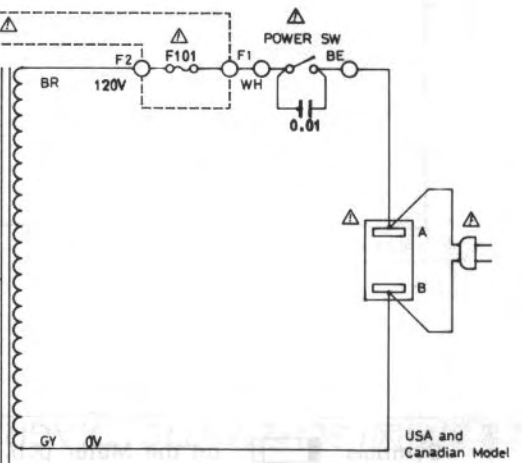 POWER SW
F2 F101 F1 BE
BR 120V WH
0.01
A
B
GY 0V
USA and
Canadian Model